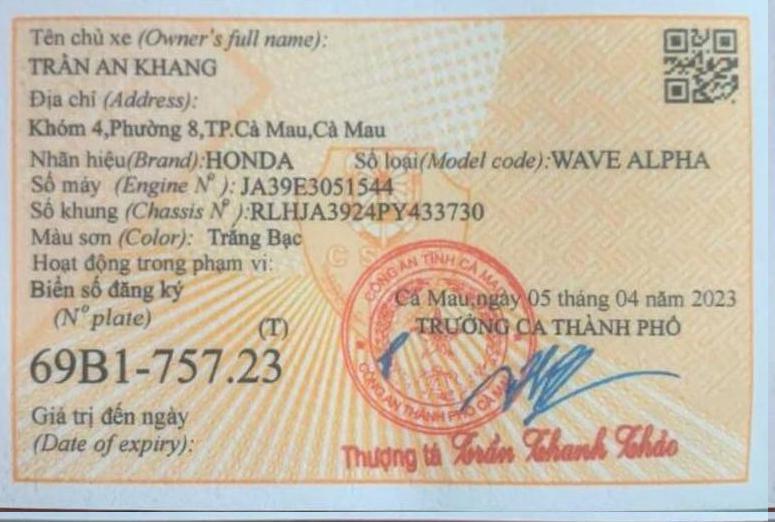 Tên chủ xe (Owner's full name):
TRẦN AN KHANG
Địa chỉ (Address):
Khóm 4,Phường 8,TP.Cà Mau,Cà Mau
Nhãn hiệu(Brand):HONDA Số loại(Model code):WAVE ALPHA
Số máy (Engine Nº): JA39E3051544
Số khung (Chassis Nº):RLHJA3924PY433730
Màu sơn (Color): Trắng Bạc
Hoạt động trong phạm vi:
Biển số đăng ký
(Nº plate) (T)
69B1-757.23
Giá trị đến ngày
(Date of expiry):
Cà Mau,ngày 05 tháng 04 năm 2023
TRƯỞNG CA THÀNH PHỐ
CÔNG AN TỈNH CÀ MAU
CÔNG AN THÀNH PHỐ CÀ MAU
Thượng tá Trần Thanh Thảo